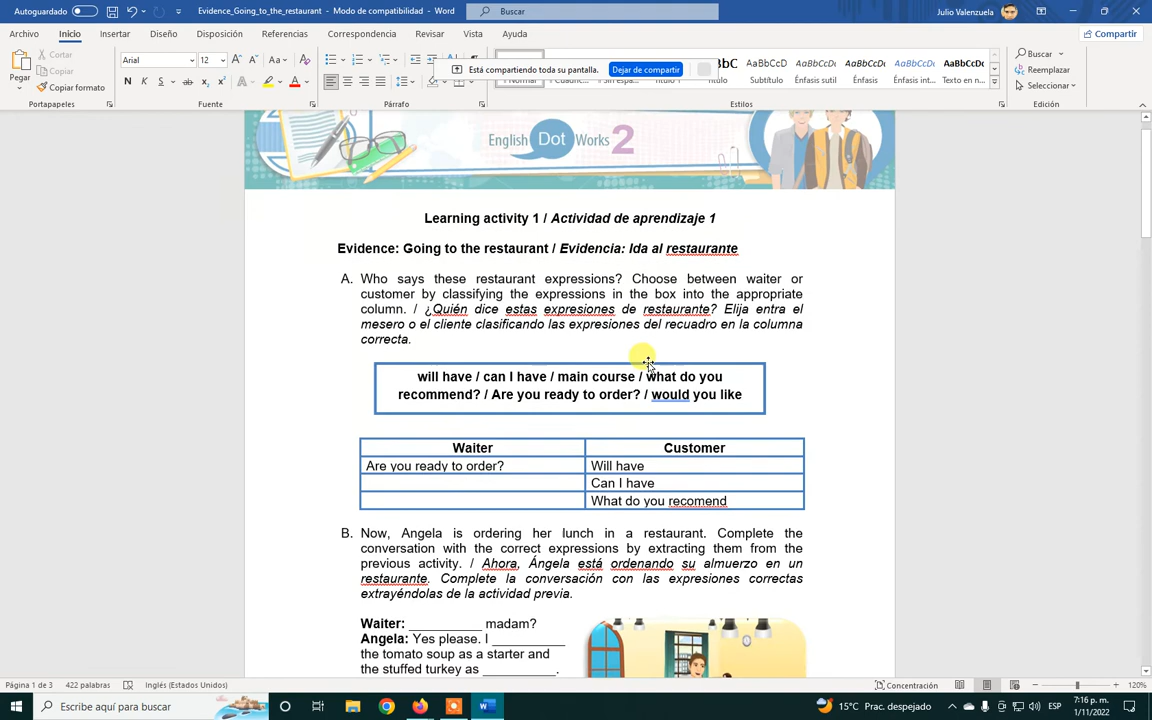 Autoguardado
Evidence_Going_to_the_restaurant - Modo de compatibilidad - Word
Buscar
Julio Valenzuela
Archivo Inicio Insertar Diseño Disposición Referencias Correspondencia Revisar Vista Ayuda
Compartir
Pegar
Cortar
Copiar
Copiar formato
Arial
12
Aa
N K S
Está compartiendo toda su pantalla.
Dejar de compartir
AaBbCcD AaBbCcDc AaBbCcDc AaBbCcDc AaBbCcDc
Subtítulo Énfasis sutil Énfasis Énfasis int... Texto en n...
Buscar
Reemplazar
Seleccionar
Portapapeles Fuente Párrafo Estilos Edición
English Dot Works 2
Learning activity 1 / Actividad de aprendizaje 1
Evidence: Going to the restaurant / Evidencia: Ida al restaurante
A. Who says these restaurant expressions? Choose between waiter or
customer by classifying the expressions in the box into the appropriate
column. / ¿Quién dice estas expresiones de restaurante? Elija entra el
mesero o el cliente clasificando las expresiones del recuadro en la columna
correcta.
will have / can I have / main course / what do you
recommend? / Are you ready to order? / would you like
Waiter Customer
Are you ready to order? Will have
Can I have
What do you recomend
B. Now, Angela is ordering her lunch in a restaurant. Complete the
conversation with the correct expressions by extracting them from the
previous activity. / Ahora, Ángela está ordenando su almuerzo en un
restaurante. Complete la conversación con las expresiones correctas
extrayéndolas de la actividad previa.
Waiter: __________ madam?
Angela: Yes please. I __________
the tomato soup as a starter and
the stuffed turkey as __________.
Página 1 de 3 422 palabras Inglés (Estados Unidos)
Concentración
120%
Escribe aquí para buscar
15°C Prac. despejado
ESP
7:16 p. m.
1/11/2022